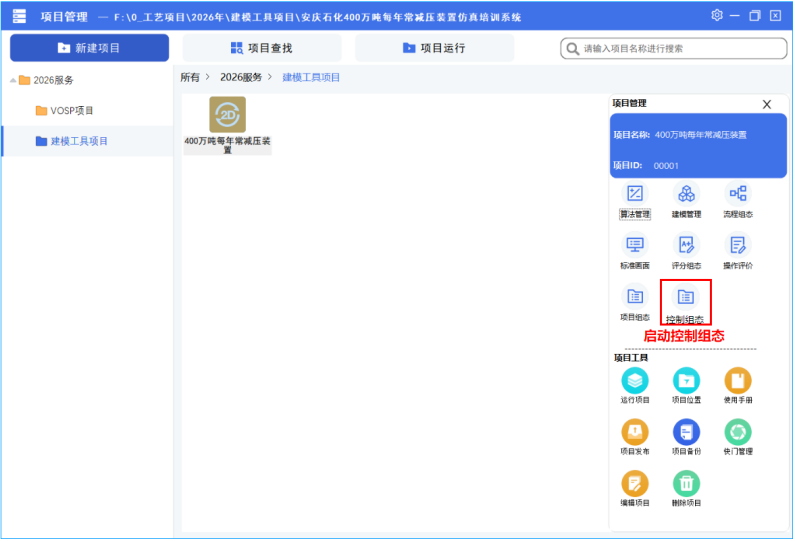 项目管理 — F:\0_工艺项目\2026年\建模工具项目\安庆石化400万吨每年常减压装置仿真培训系统
新建项目
项目查找
项目运行
请输入项目名称进行搜索
2026服务
VOSP项目
建模工具项目
所有 > 2026服务 > 建模工具项目
2D
400万吨每年常减压装
置
项目管理 X
项目名称: 400万吨每年常减压装置
项目ID: 00001
算法管理 建模管理 流程组态
标准画面 评分组态 操作评价
项目组态 控制组态
启动控制组态
项目工具
运行项目 项目位置 使用手册
项目发布 项目备份 快门管理
编辑项目 删除项目